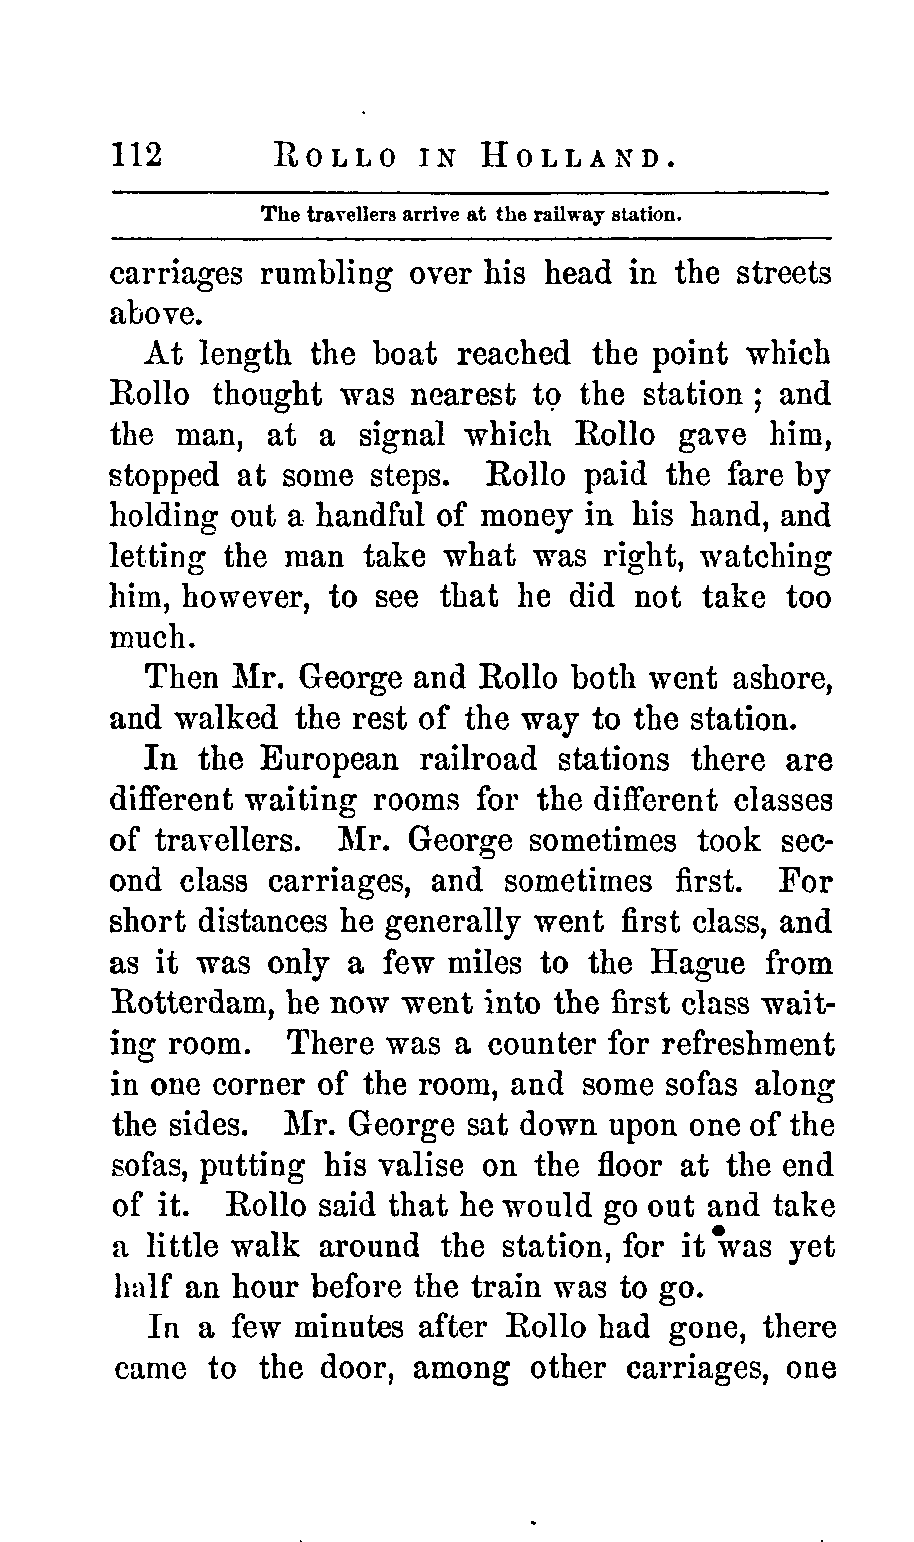 112 ROLLO IN HOLLAND.
The travellers arrive at the railway station.
carriages rumbling over his head in the streets
above.
At length the boat reached the point which
Rollo thought was nearest to the station ; and
the man, at a signal which Rollo gave him,
stopped at some steps. Rollo paid the fare by
holding out a handful of money in his hand, and
letting the man take what was right, watching
him, however, to see that he did not take too
much.
Then Mr. George and Rollo both went ashore,
and walked the rest of the way to the station.
In the European railroad stations there are
different waiting rooms for the different classes
of travellers. Mr. George sometimes took sec-
ond class carriages, and sometimes first. For
short distances he generally went first class, and
as it was only a few miles to the Hague from
Rotterdam, he now went into the first class wait-
ing room. There was a counter for refreshment
in one corner of the room, and some sofas along
the sides. Mr. George sat down upon one of the
sofas, putting his valise on the floor at the end
of it. Rollo said that he would go out and take
a little walk around the station, for it was yet
half an hour before the train was to go.
In a few minutes after Rollo had gone, there
came to the door, among other carriages, one